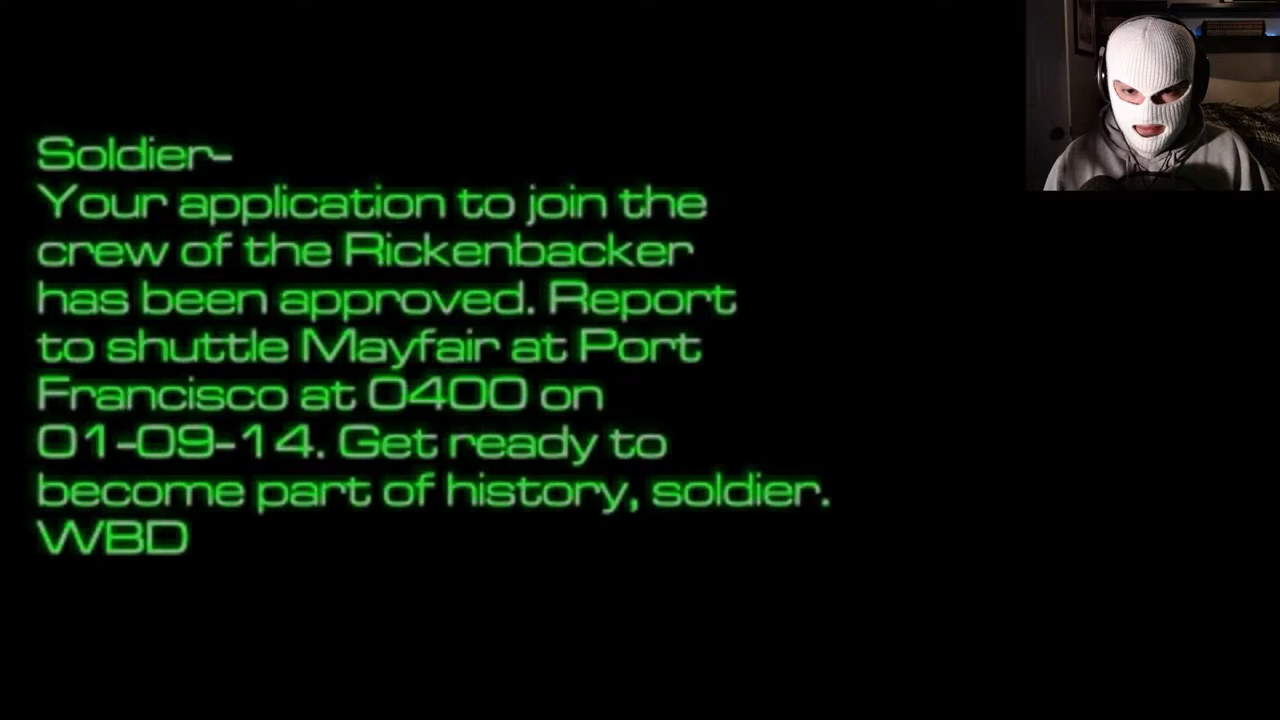 Soldier-
Your application to join the
crew of the Rickenbacker
has been approved. Report
to shuttle Mayfair at Port
Francisco at 0400 on
01-09-14. Get ready to
become part of history, soldier.
WBD